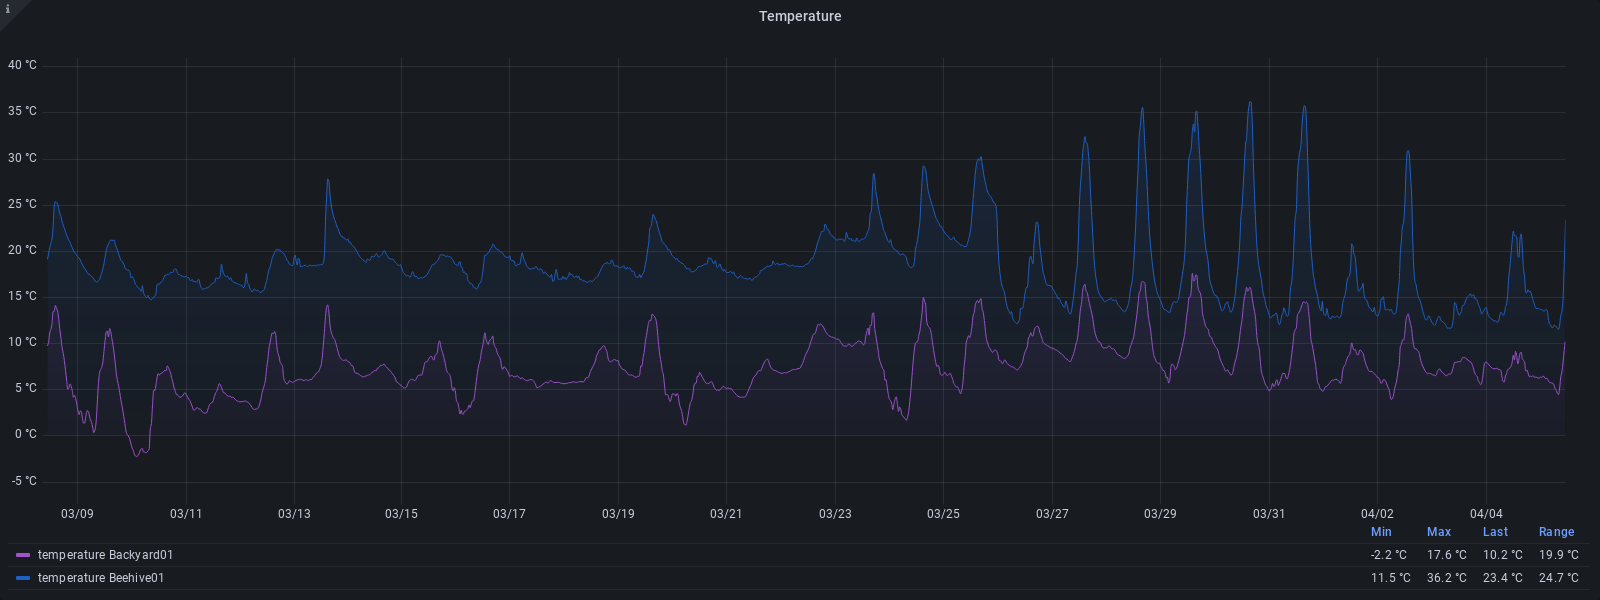 i
Temperature
40 °C
35 °C
30 °C
25 °C
20 °C
15 °C
10 °C
5 °C
0 °C
-5 °C
03/09 03/11 03/13 03/15 03/17 03/19 03/21 03/23 03/25 03/27 03/29 03/31 04/02 04/04
Min Max Last Range
temperature Backyard01 -2.2 °C 17.6 °C 10.2 °C 19.9 °C
temperature Beehive01 11.5 °C 36.2 °C 23.4 °C 24.7 °C